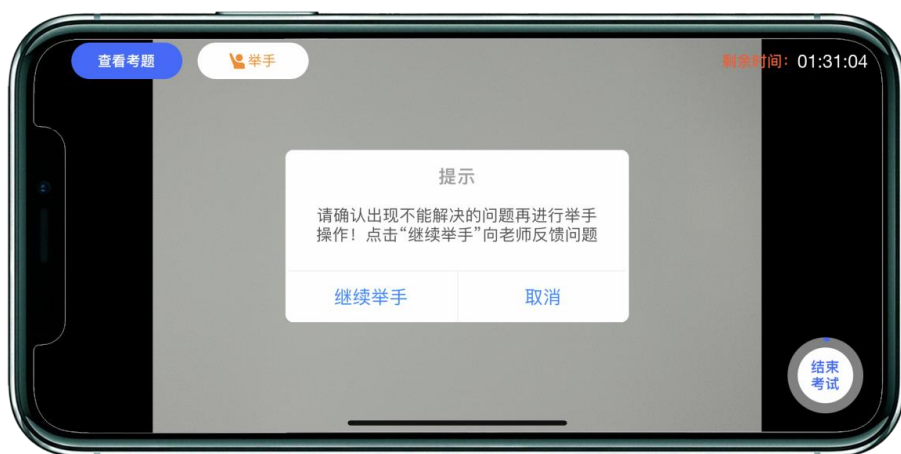 查看考题
举手
剩余时间：01:31:04
提示
请确认出现不能解决的问题再进行举手
操作！点击“继续举手”向老师反馈问题
继续举手
取消
结束
考试